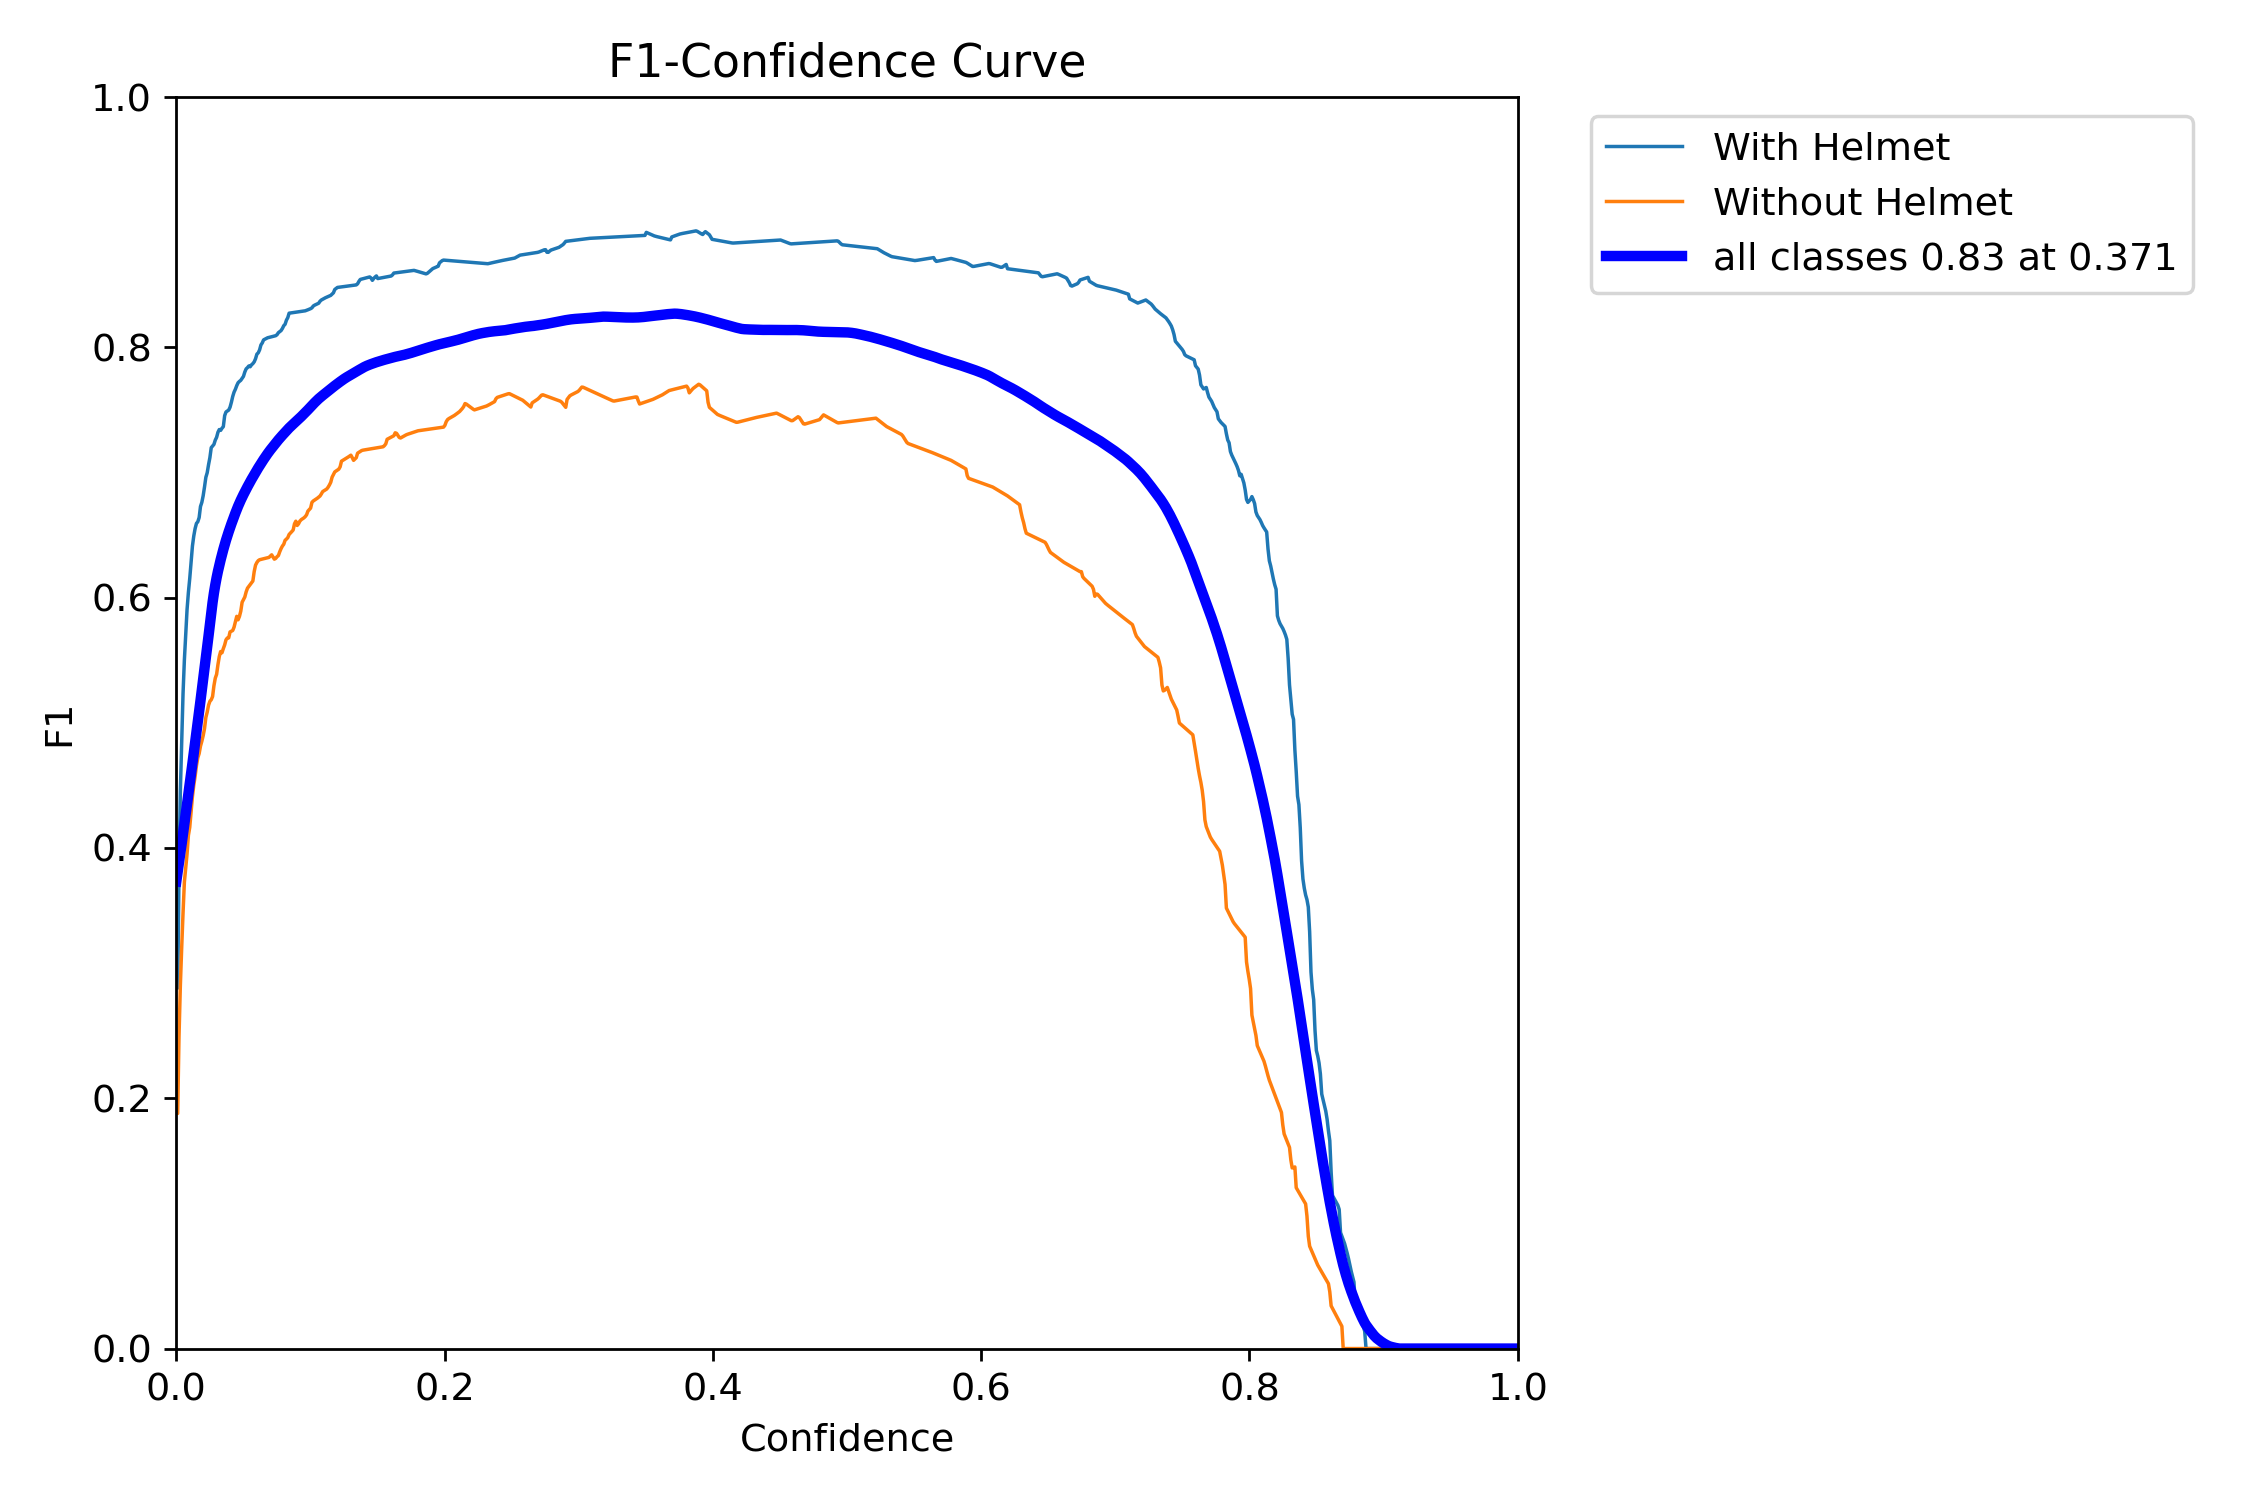 F1-Confidence Curve
1.0
0.8
0.6
0.4
0.2
0.0
F1
0.0 0.2 0.4 0.6 0.8 1.0
Confidence
With Helmet
Without Helmet
all classes 0.83 at 0.371